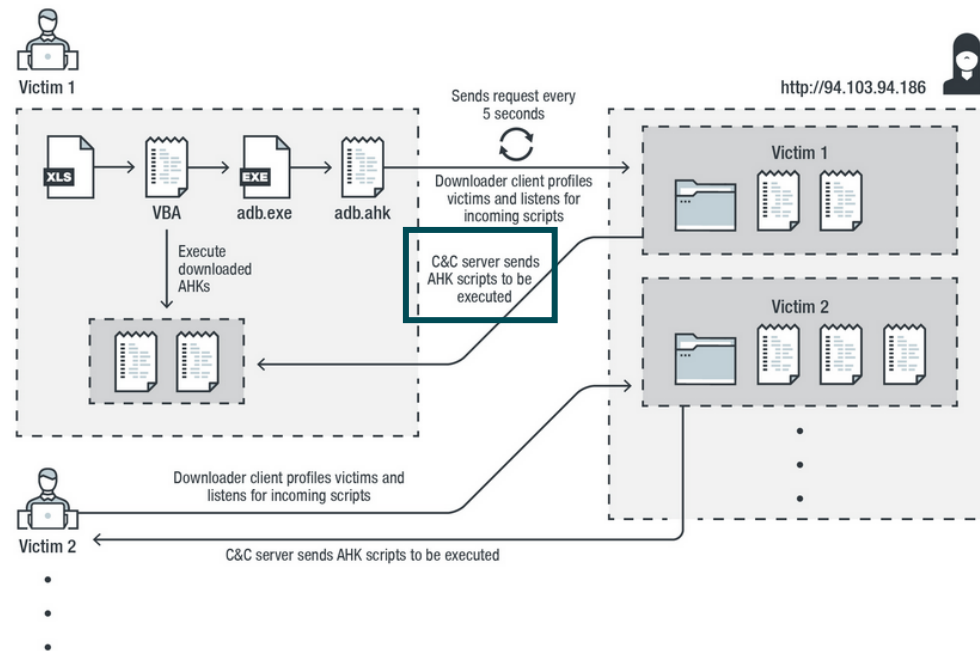 Victim 1
http://94.103.94.186
Sends request every
5 seconds
Victim 1
XLS
EXE
VBA
adb.exe
adb.ahk
Downloader client profiles
victims and listens for
incoming scripts
Execute
downloaded
AHKs
C&C server sends
AHK scripts to be
executed
Victim 2
Downloader client profiles victims and
listens for incoming scripts
Victim 2
C&C server sends AHK scripts to be executed